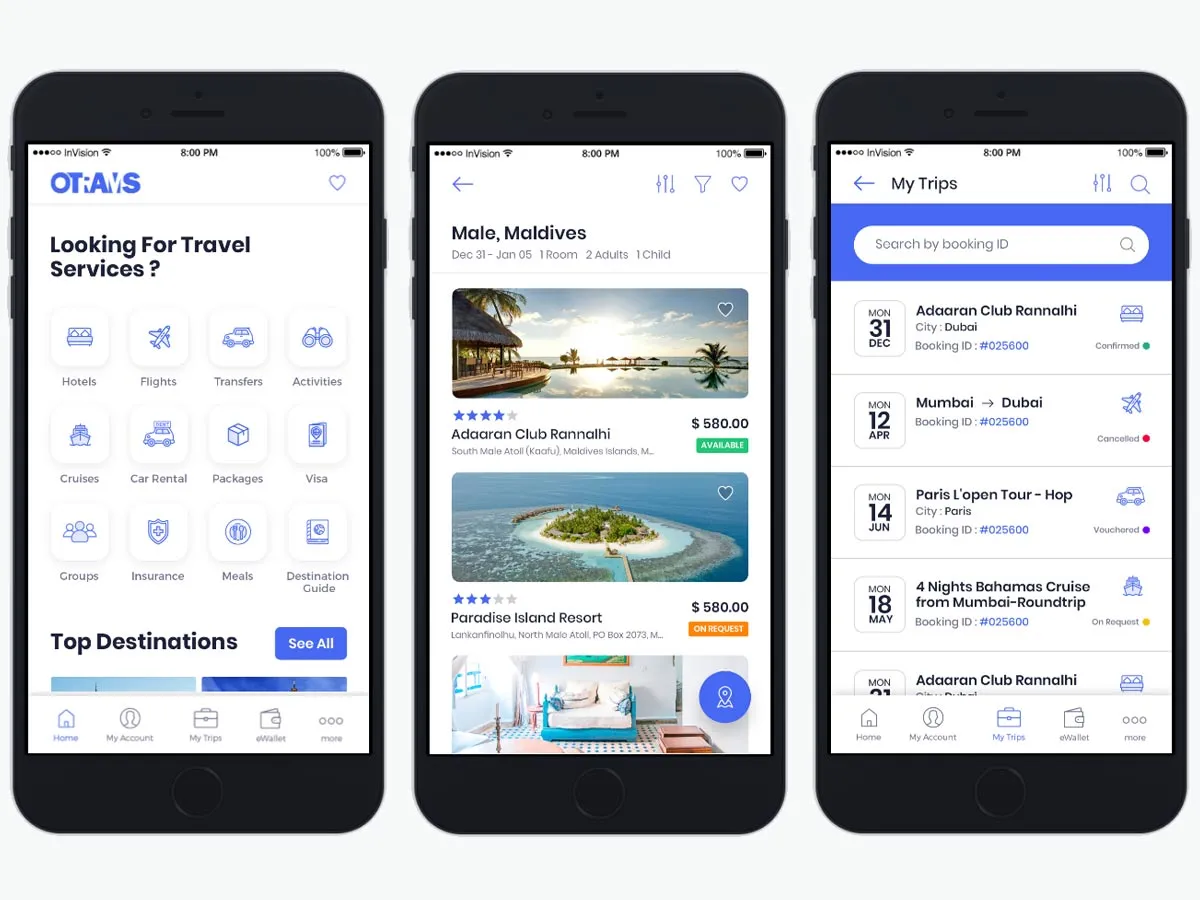 InVision 8:00 PM 100%
OTRAMS
Looking For Travel
Services ?
Hotels Flights Transfers Activities
RENT
Cruises Car Rental Packages Visa
Groups Insurance Meals Destination
Guide
Top Destinations See All
Home My Account My Trips eWallet more
InVision 8:00 PM 100%
Male, Maldives
Dec 31 - Jan 05 1 Room 2 Adults 1 Child
$ 580.00
Adaaran Club Rannalhi
AVAILABLE
South Male Atoll (Kaafu), Maldives Islands, M...
$ 580.00
Paradise Island Resort
ON REQUEST
Lankanfinolhu, North Male Atoll, PO Box 2073, M...
InVision 8:00 PM 100%
My Trips
Search by booking ID
MON
31
DEC
Adaaran Club Rannalhi
City : Dubai
Booking ID : #025600
Confirmed
MON
12
APR
Mumbai → Dubai
Booking ID : #025600
Cancelled
MON
14
JUN
Paris L'open Tour - Hop
City : Paris
Booking ID : #025600
Vouchered
MON
18
MAY
4 Nights Bahamas Cruise
from Mumbai-Roundtrip
Booking ID : #025600
On Request
MON
21
Adaaran Club Rannalhi
City : Dubai
Home My Account My Trips eWallet more